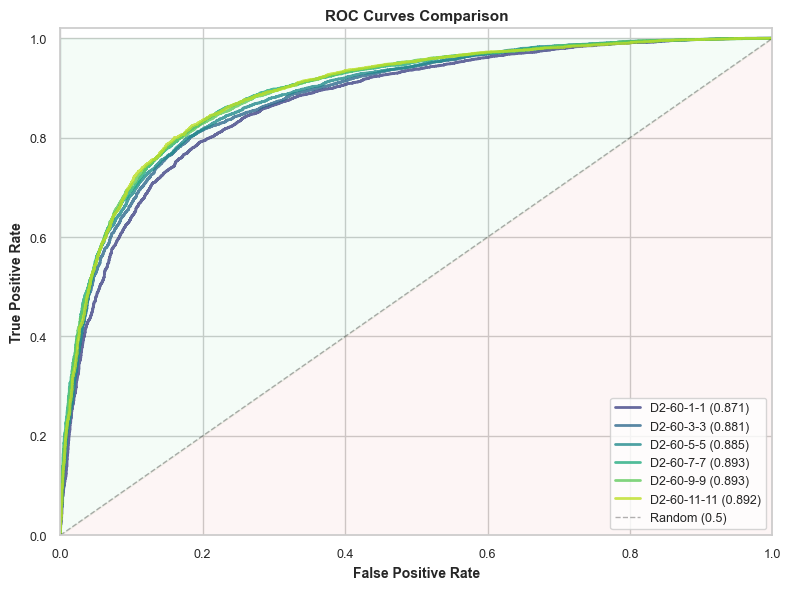 ROC Curves Comparison
True Positive Rate
1.0
0.8
0.6
0.4
0.2
0.0
0.0
0.2
0.4
0.6
0.8
1.0
False Positive Rate
D2-60-1-1 (0.871)
D2-60-3-3 (0.881)
D2-60-5-5 (0.885)
D2-60-7-7 (0.893)
D2-60-9-9 (0.893)
D2-60-11-11 (0.892)
Random (0.5)